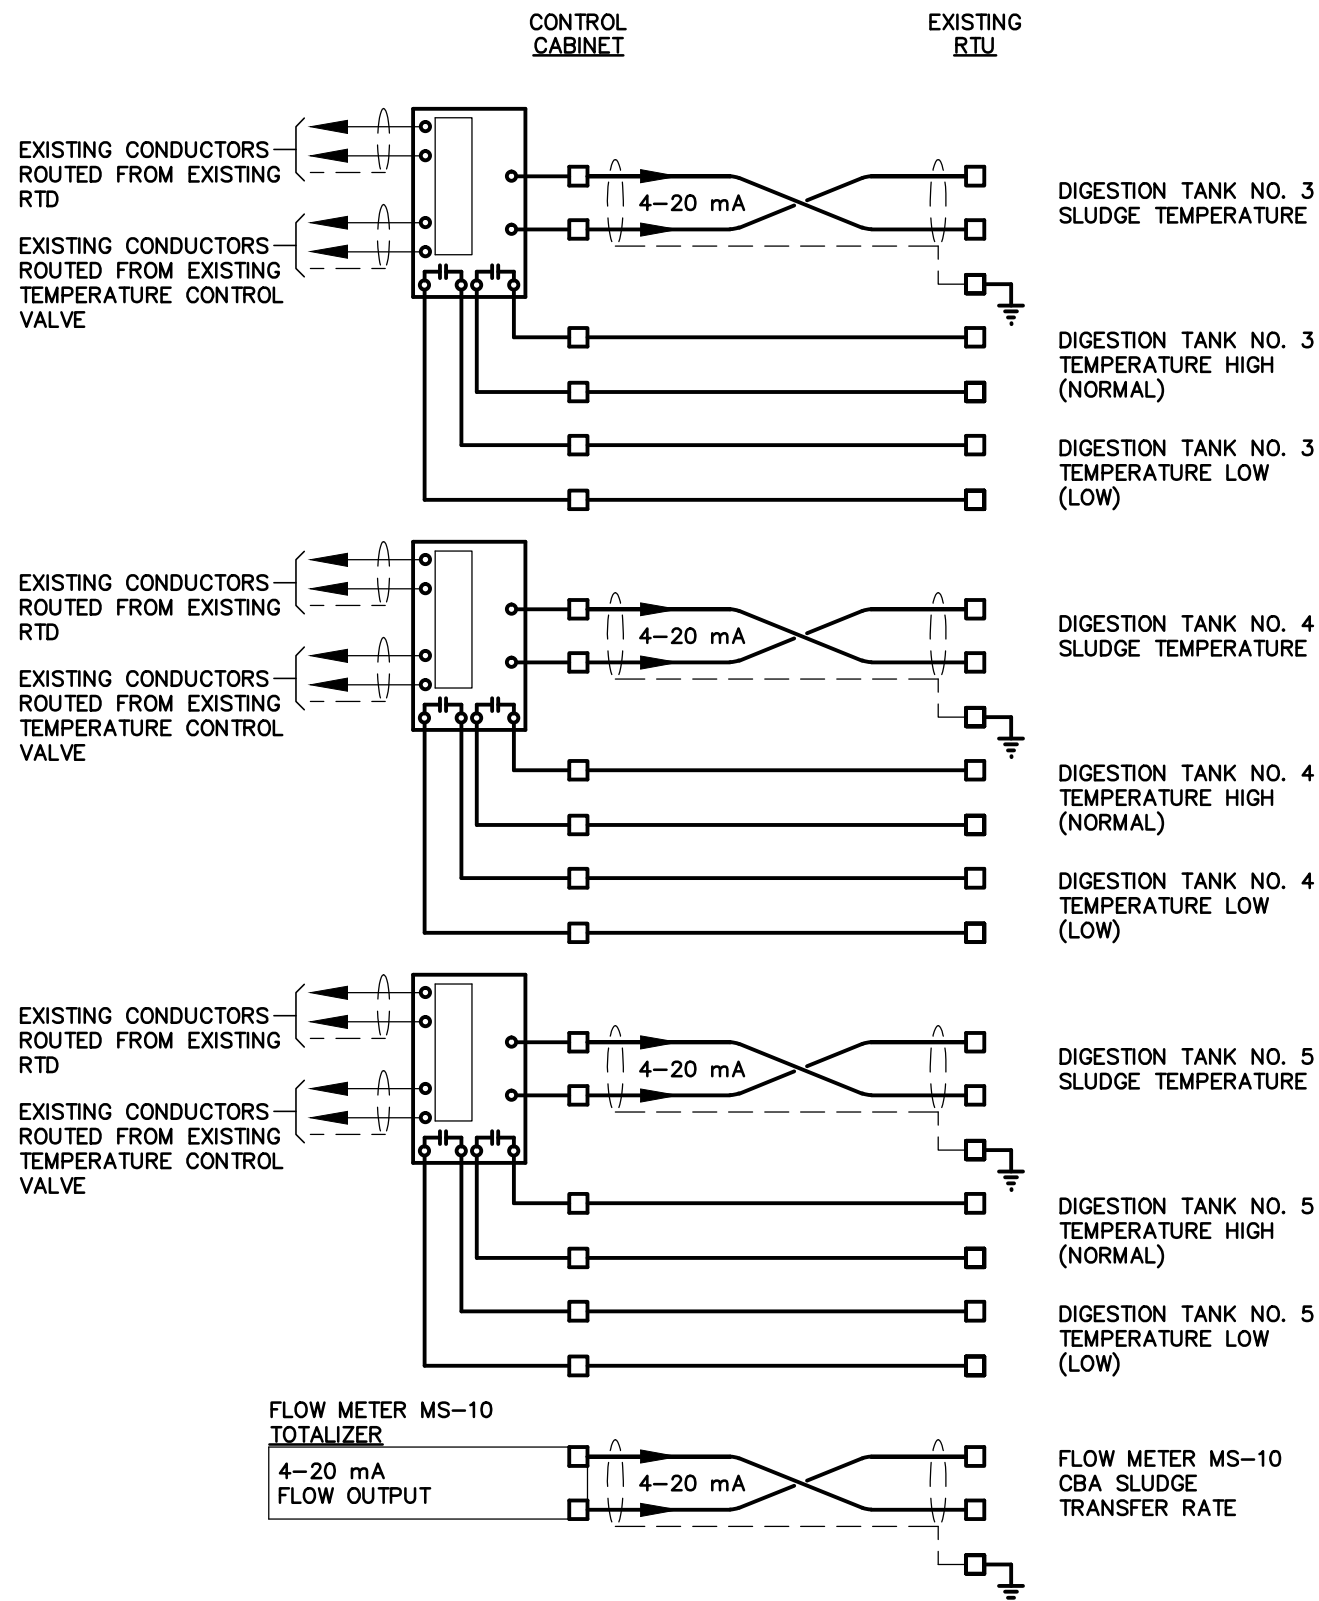 CONTROL
CABINET
EXISTING
RTU
EXISTING CONDUCTORS
ROUTED FROM EXISTING
RTD
EXISTING CONDUCTORS
ROUTED FROM EXISTING
TEMPERATURE CONTROL
VALVE
4-20 mA
DIGESTION TANK NO. 3
SLUDGE TEMPERATURE
DIGESTION TANK NO. 3
TEMPERATURE HIGH
(NORMAL)
DIGESTION TANK NO. 3
TEMPERATURE LOW
(LOW)
EXISTING CONDUCTORS
ROUTED FROM EXISTING
RTD
EXISTING CONDUCTORS
ROUTED FROM EXISTING
TEMPERATURE CONTROL
VALVE
4-20 mA
DIGESTION TANK NO. 4
SLUDGE TEMPERATURE
DIGESTION TANK NO. 4
TEMPERATURE HIGH
(NORMAL)
DIGESTION TANK NO. 4
TEMPERATURE LOW
(LOW)
EXISTING CONDUCTORS
ROUTED FROM EXISTING
RTD
EXISTING CONDUCTORS
ROUTED FROM EXISTING
TEMPERATURE CONTROL
VALVE
4-20 mA
DIGESTION TANK NO. 5
SLUDGE TEMPERATURE
DIGESTION TANK NO. 5
TEMPERATURE HIGH
(NORMAL)
DIGESTION TANK NO. 5
TEMPERATURE LOW
(LOW)
FLOW METER MS-10
TOTALIZER
4-20 mA
FLOW OUTPUT
4-20 mA
FLOW METER MS-10
CBA SLUDGE
TRANSFER RATE